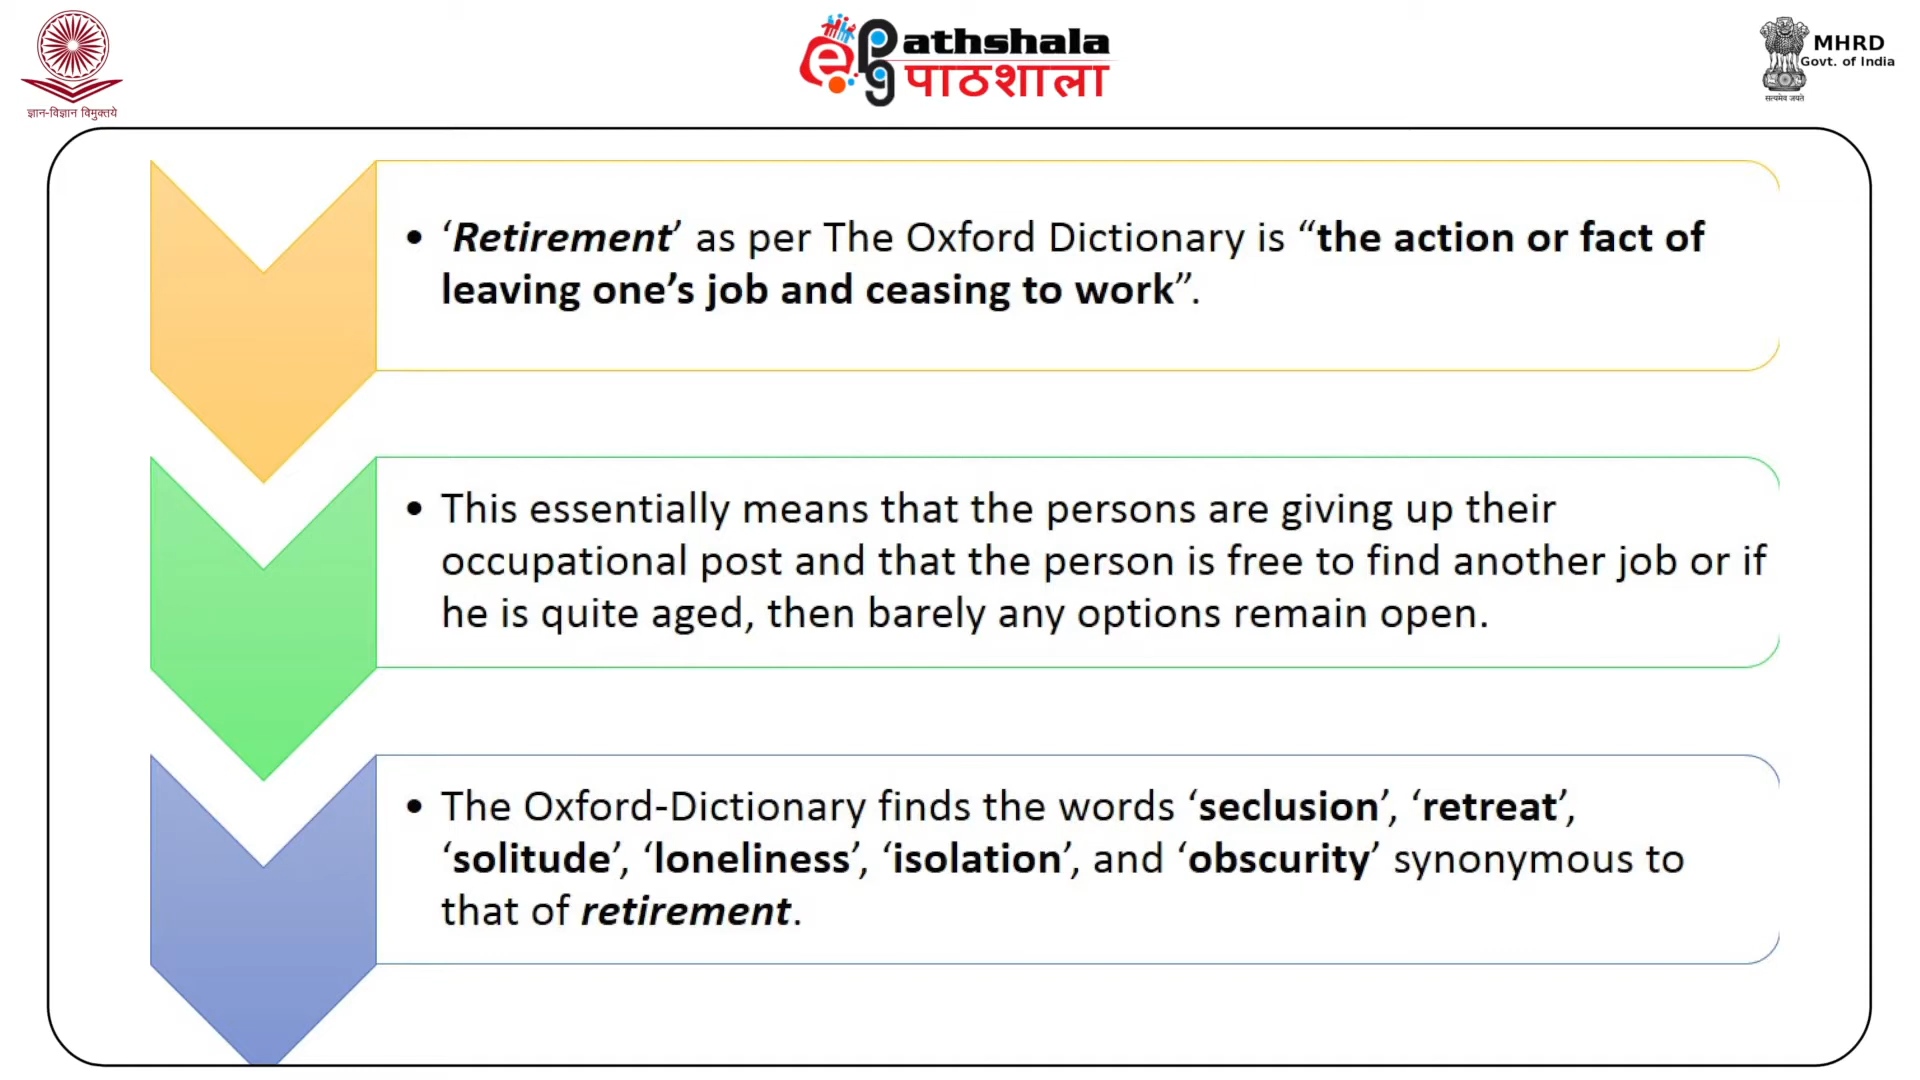 ज्ञान-विज्ञान विमुक्तये
e PG athshala
पाठशाला
MHRD
Govt. of India
सत्यमेव जयते
• ‘Retirement’ as per The Oxford Dictionary is “the action or fact of
leaving one’s job and ceasing to work”.
• This essentially means that the persons are giving up their
occupational post and that the person is free to find another job or if
he is quite aged, then barely any options remain open.
• The Oxford-Dictionary finds the words ‘seclusion’, ‘retreat’,
‘solitude’, ‘loneliness’, ‘isolation’, and ‘obscurity’ synonymous to
that of retirement.